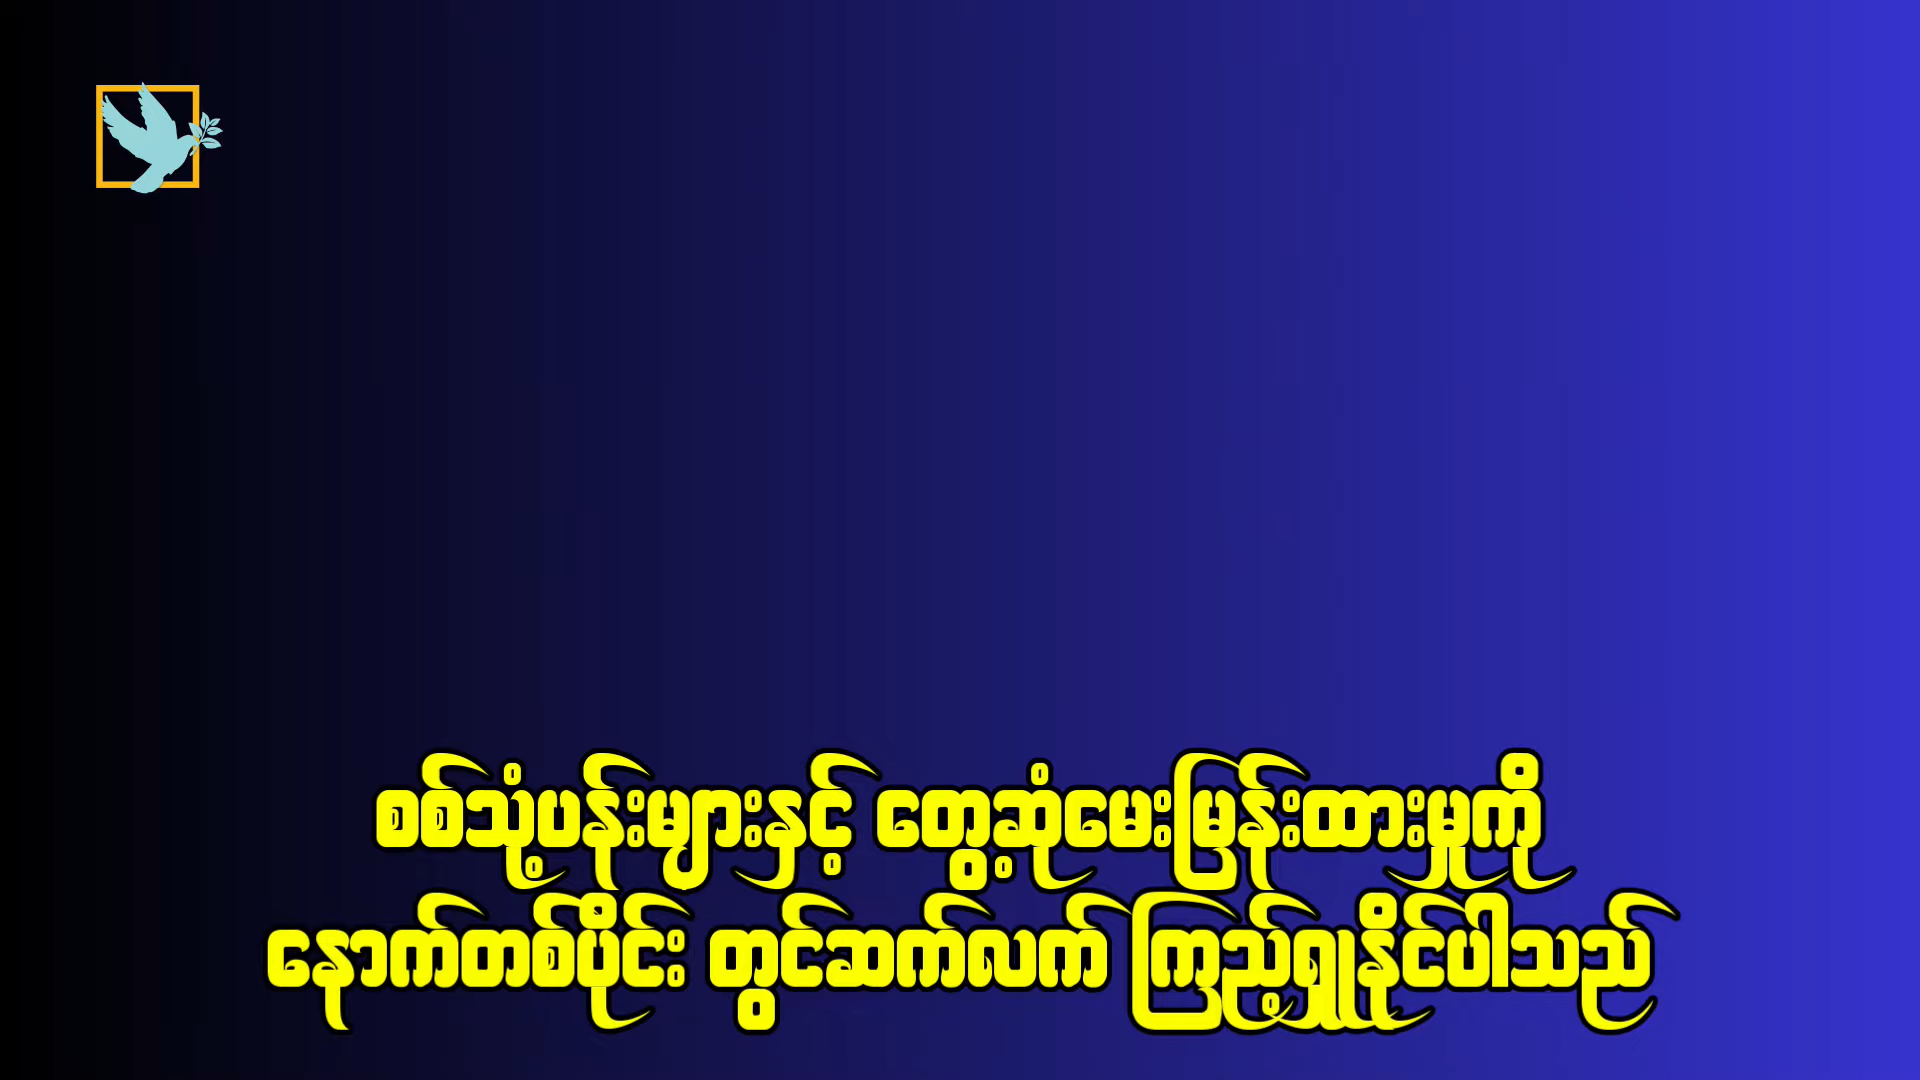 စစ်သုံ့ပန်းများနှင့် တွေ့ဆုံမေးမြန်းထားမှုကို
နောက်တစ်ပိုင်း တွင်ဆက်လက် ကြည့်ရှုနိုင်ပါသည်